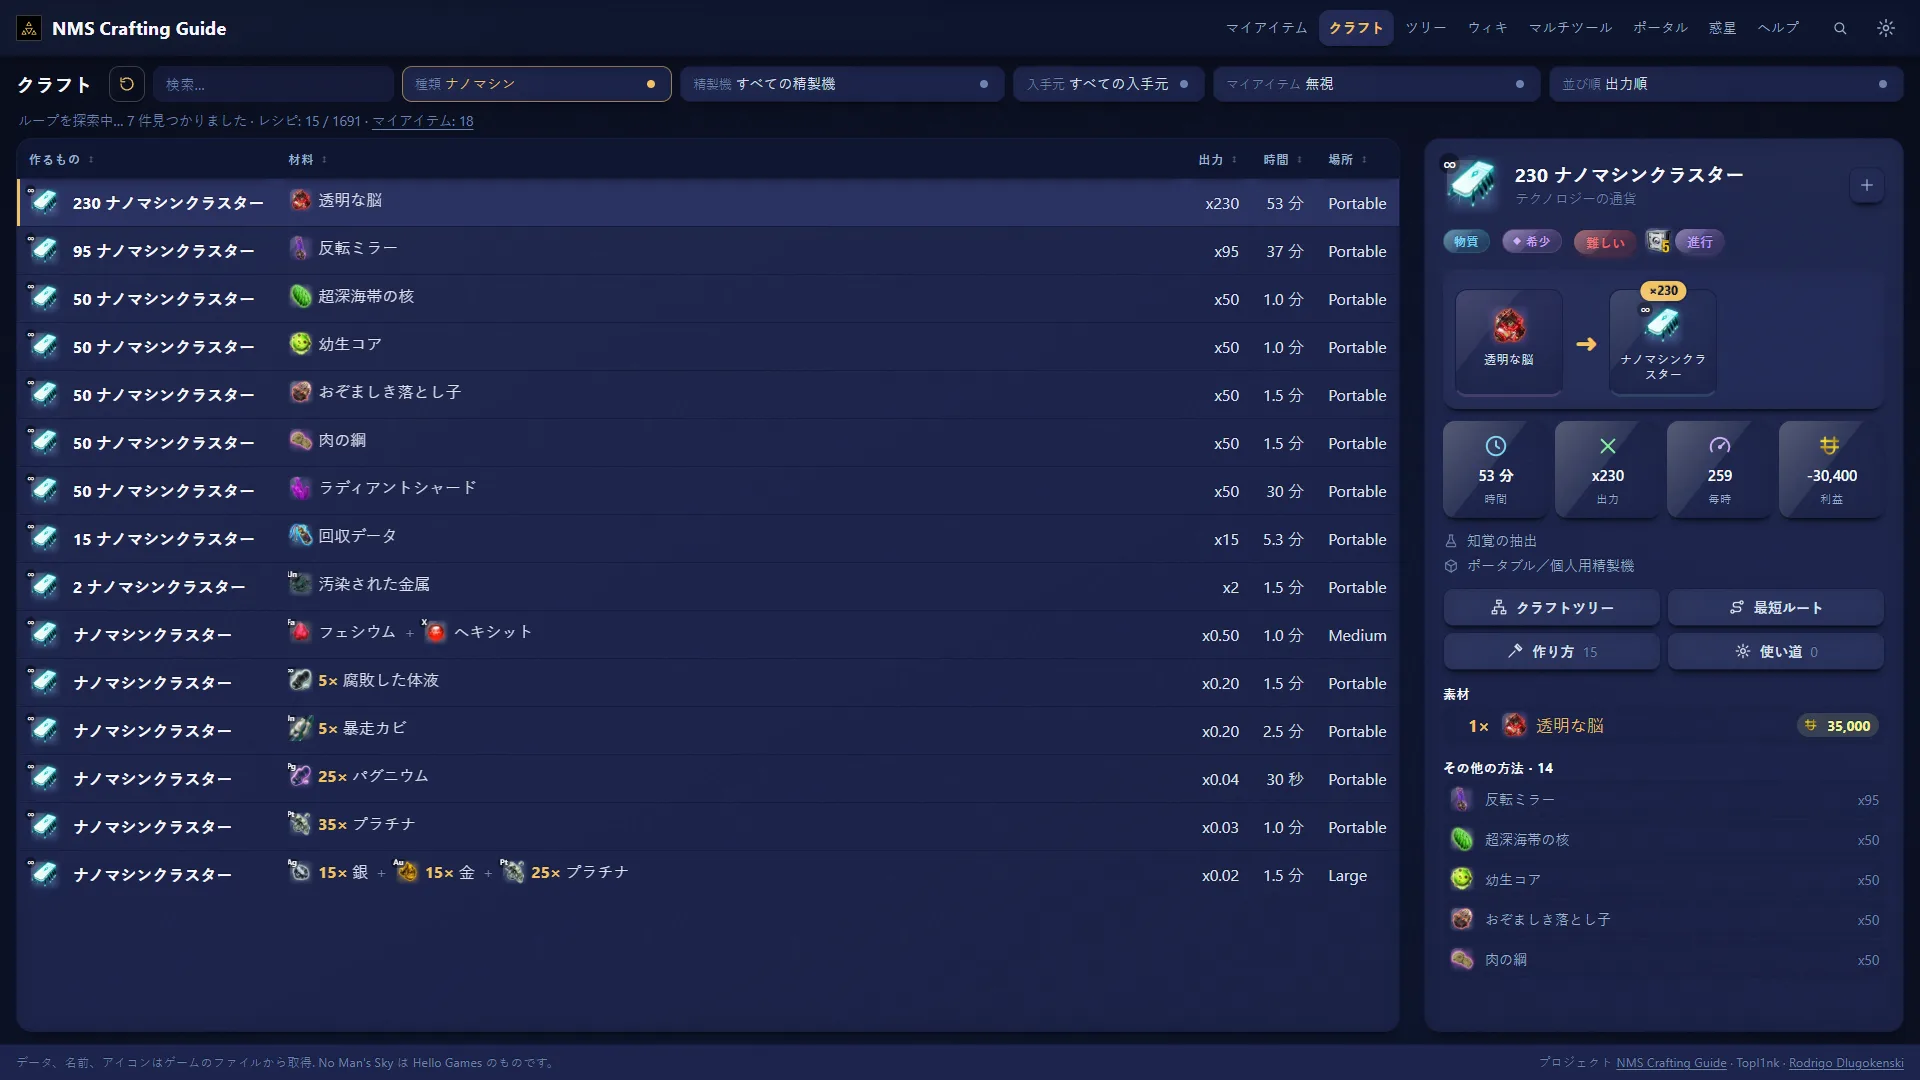 NMS Crafting Guide
マイアイテム クラフト ツリー ウィキ マルチツール ポータル 惑星 ヘルプ
クラフト 検索... 種類 ナノマシン 精製機 すべての精製機 入手元 すべての入手元 マイアイテム 無視 並び順 出力順
ループを探索中... 7 件見つかりました · レシピ: 15 / 1691 · マイアイテム: 18
作るもの 材料 出力 時間 場所
230 ナノマシンクラスター 透明な脳 x230 53 分 Portable
95 ナノマシンクラスター 反転ミラー x95 37 分 Portable
50 ナノマシンクラスター 超深海帯の核 x50 1.0 分 Portable
50 ナノマシンクラスター 幼生コア x50 1.0 分 Portable
50 ナノマシンクラスター おぞましき落とし子 x50 1.5 分 Portable
50 ナノマシンクラスター 肉の綱 x50 1.5 分 Portable
50 ナノマシンクラスター ラディアントシャード x50 30 分 Portable
15 ナノマシンクラスター 回収データ x15 5.3 分 Portable
2 ナノマシンクラスター 汚染された金属 x2 1.5 分 Portable
ナノマシンクラスター Fa フェシウム + X ヘキシット x0.50 1.0 分 Medium
ナノマシンクラスター 5× 腐敗した体液 x0.20 1.5 分 Portable
ナノマシンクラスター 5× 暴走カビ x0.20 2.5 分 Portable
ナノマシンクラスター Pg 25× パグニウム x0.04 30 秒 Portable
ナノマシンクラスター Pt 35× プラチナ x0.03 1.0 分 Portable
ナノマシンクラスター Ag 15× 銀 + Au 15× 金 + Pt 25× プラチナ x0.02 1.5 分 Large
230 ナノマシンクラスター
テクノロジーの通貨
物質 希少 難しい 5 進行
×230
透明な脳 → ナノマシンクラ
スター
53 分 x230 259 -30,400
時間 出力 毎時 利益
知覚の抽出
ポータブル／個人用精製機
クラフトツリー 最短ルート
作り方 15 使い道 0
素材
1× 透明な脳 35,000
その他の方法 · 14
反転ミラー x95
超深海帯の核 x50
幼生コア x50
おぞましき落とし子 x50
肉の綱 x50
データ、名前、アイコンはゲームのファイルから取得. No Man's Sky は Hello Games のものです。
プロジェクト NMS Crafting Guide · Topl1nk · Rodrigo Dlugokenski